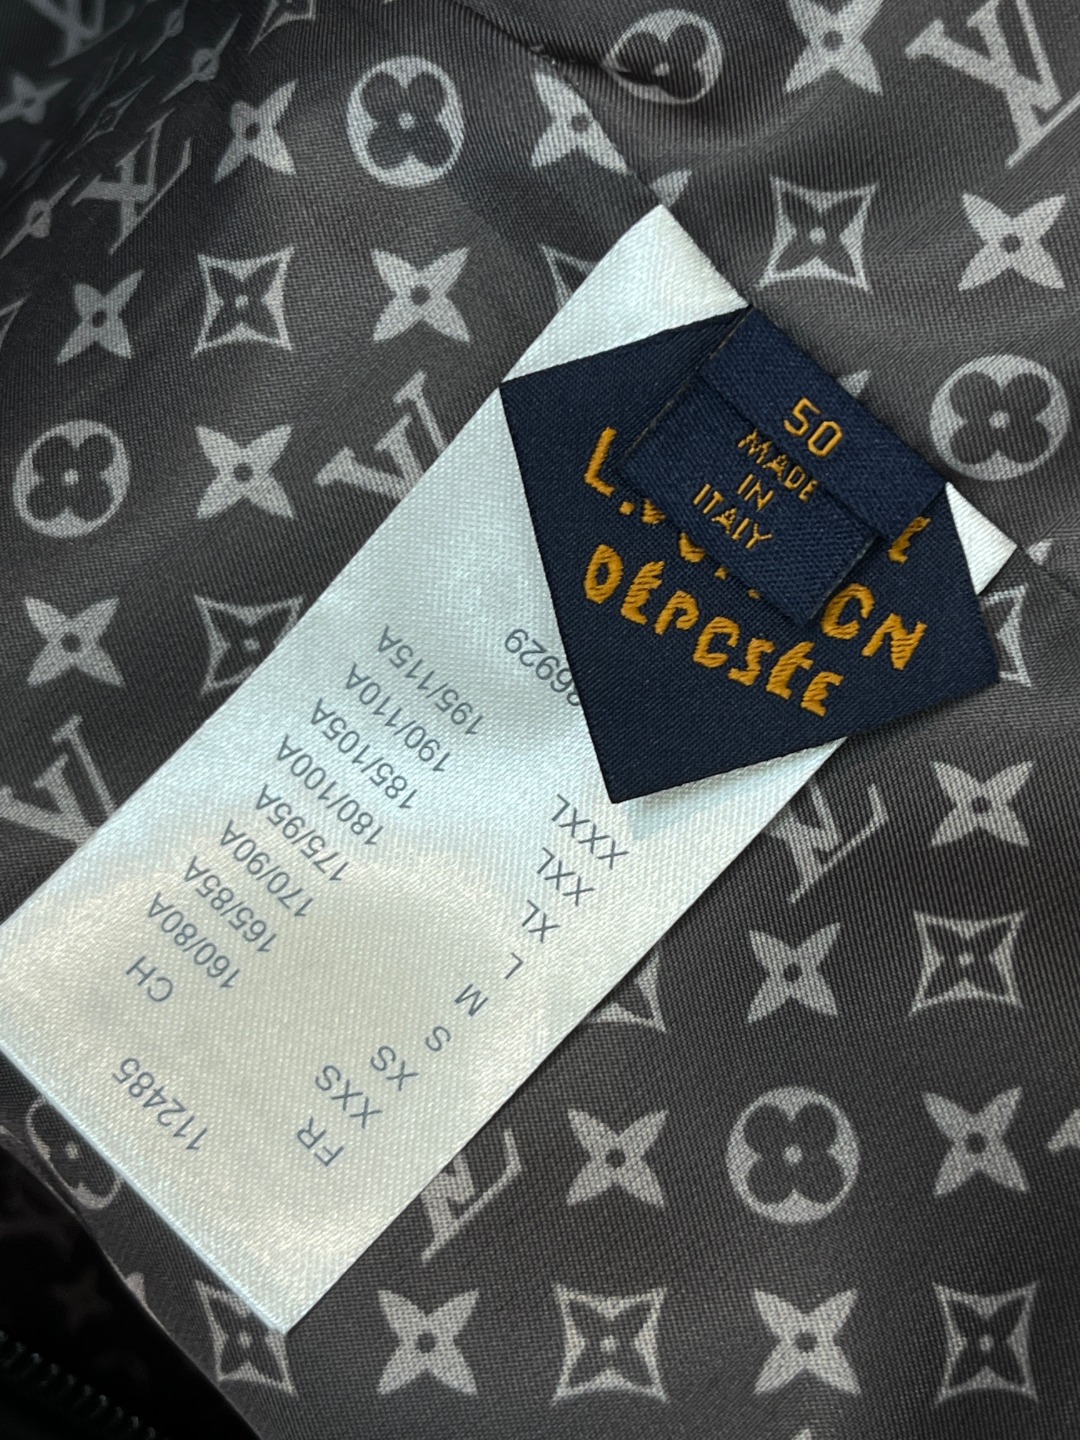 50
MADE
IN
ITALY
DÉPOSÉE
112485
FR CH
XXS 160/80A
XS 165/85A
S 170/90A
M 175/95A
L 180/100A
XL 185/105A
XXL 190/110A
XXXL 195/115A